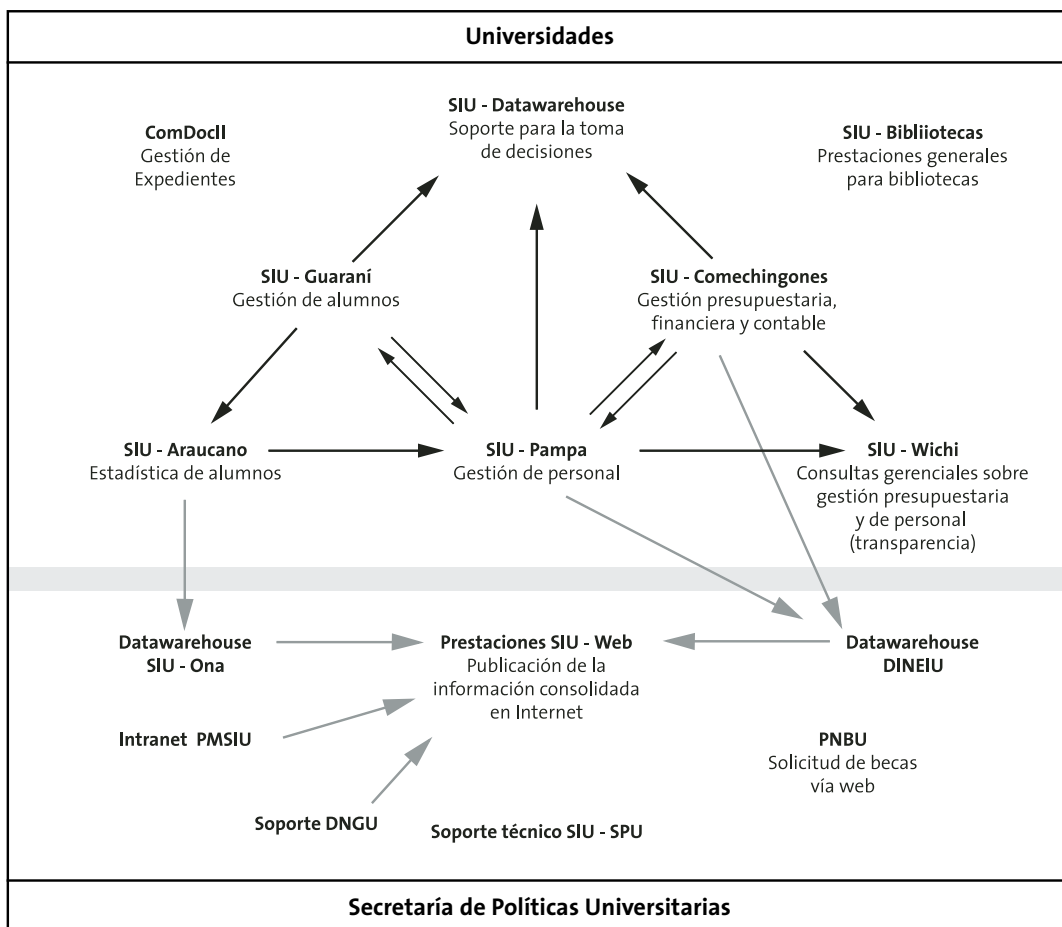 Universidades
SIU - Datawarehouse
Soporte para la toma
de decisiones
ComDocII
Gestión de
Expedientes
SIU - Bibliiotecas
Prestaciones generales
para bibliotecas
SIU - Guaraní
Gestión de alumnos
SIU - Comechingones
Gestión presupuestaria,
financiera y contable
SIU - Araucano
Estadística de alumnos
SIU - Pampa
Gestión de personal
SIU - Wichi
Consultas gerenciales sobre
gestión presupuestaria
y de personal
(transparencia)
Datawarehouse
SIU - Ona
Prestaciones SIU - Web
Publicación de la
información consolidada
en Internet
Datawarehouse
DINEIU
Intranet PMSIU
PNBU
Solicitud de becas
vía web
Soporte DNGU
Soporte técnico SIU - SPU
Secretaría de Políticas Universitarias